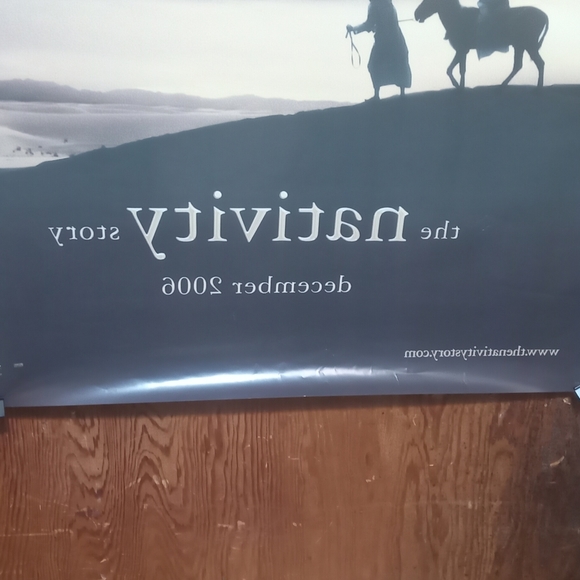 the nativity story
december 2006
www.thenativitystory.com